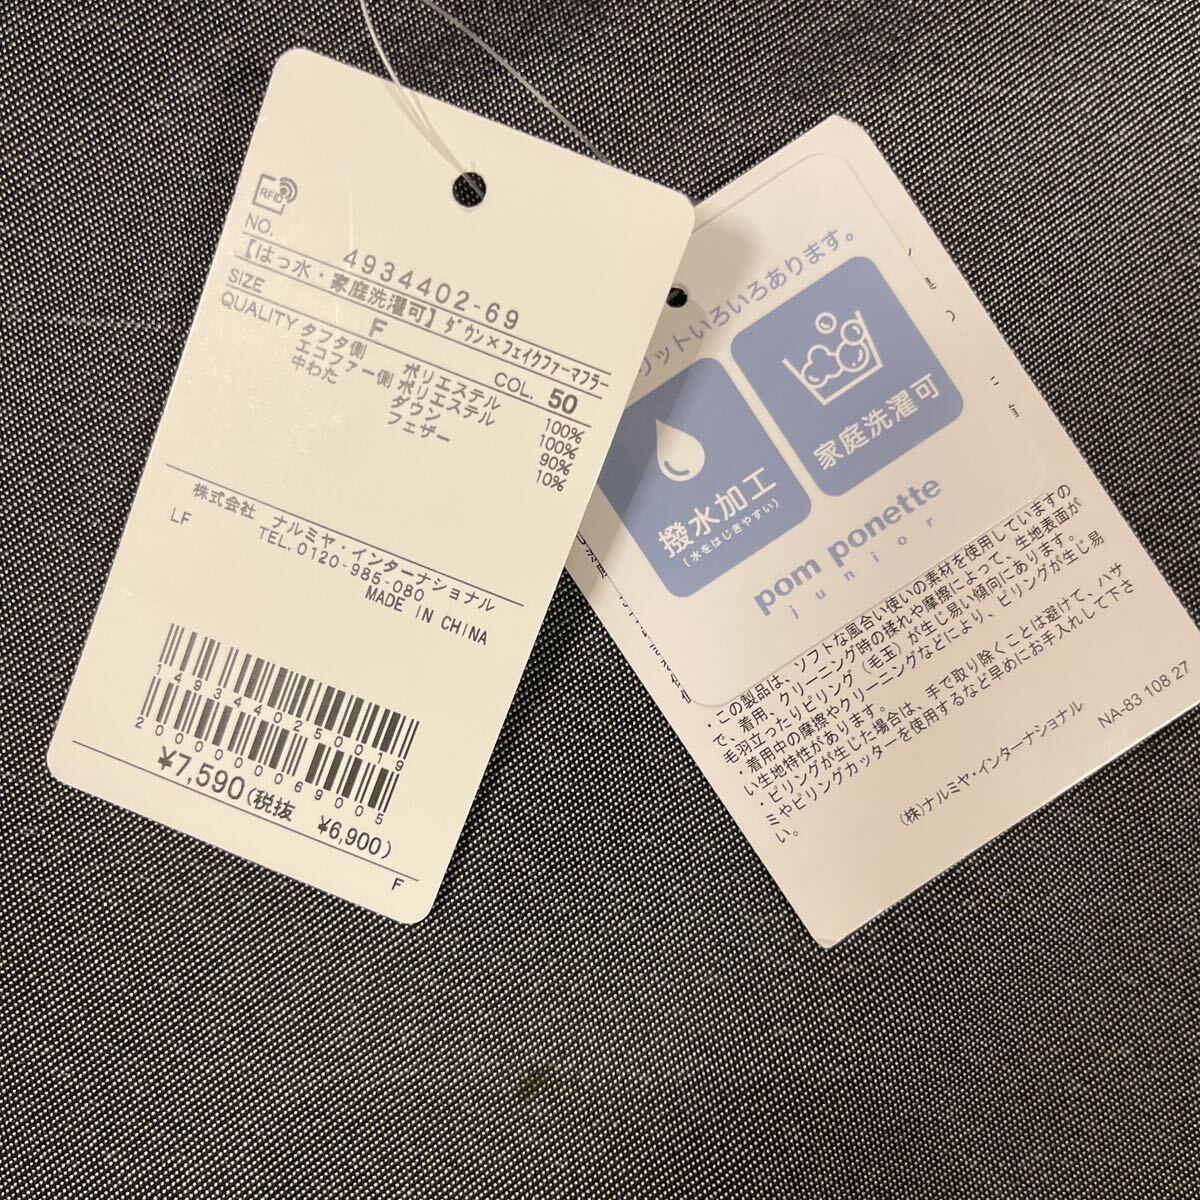 RFID
NO.
4934402-69
【はっ水・家庭洗濯可】ダウン×フェイクファーマフラー
SIZE F COL. 50
QUALITY タフタ側 ポリエステル 100%
エコファー側 ポリエステル 100%
中わた ダウン 90%
フェザー 10%
株式会社 ナルミヤ・インターナショナル
LF TEL.0120-985-080
MADE IN CHINA
1493440250019
2000000069005
¥7,590(税抜 ¥6,900)
F
リットいろいろあります。
撥水加工
(水をはじきやすい)
家庭洗濯可
pom ponette
junior
・この製品は、ソフトな風合い使いの素材を使用していますの
で、着用、クリーニング時の揉れや摩擦によって、生地表面が
毛羽立ったりピリング(毛玉)が生じ易い傾向にあります。
・着用中の摩擦やクリーニングなどにより、ピリングが生じ易
い生地特性があります。
・ピリングが生じた場合は、手で取り除くことは避けて、ハサ
ミやピリングカッターを使用するなど早めにお手入れして下さ
い。
(株)ナルミヤ・インターナショナル
NA-83 108 27